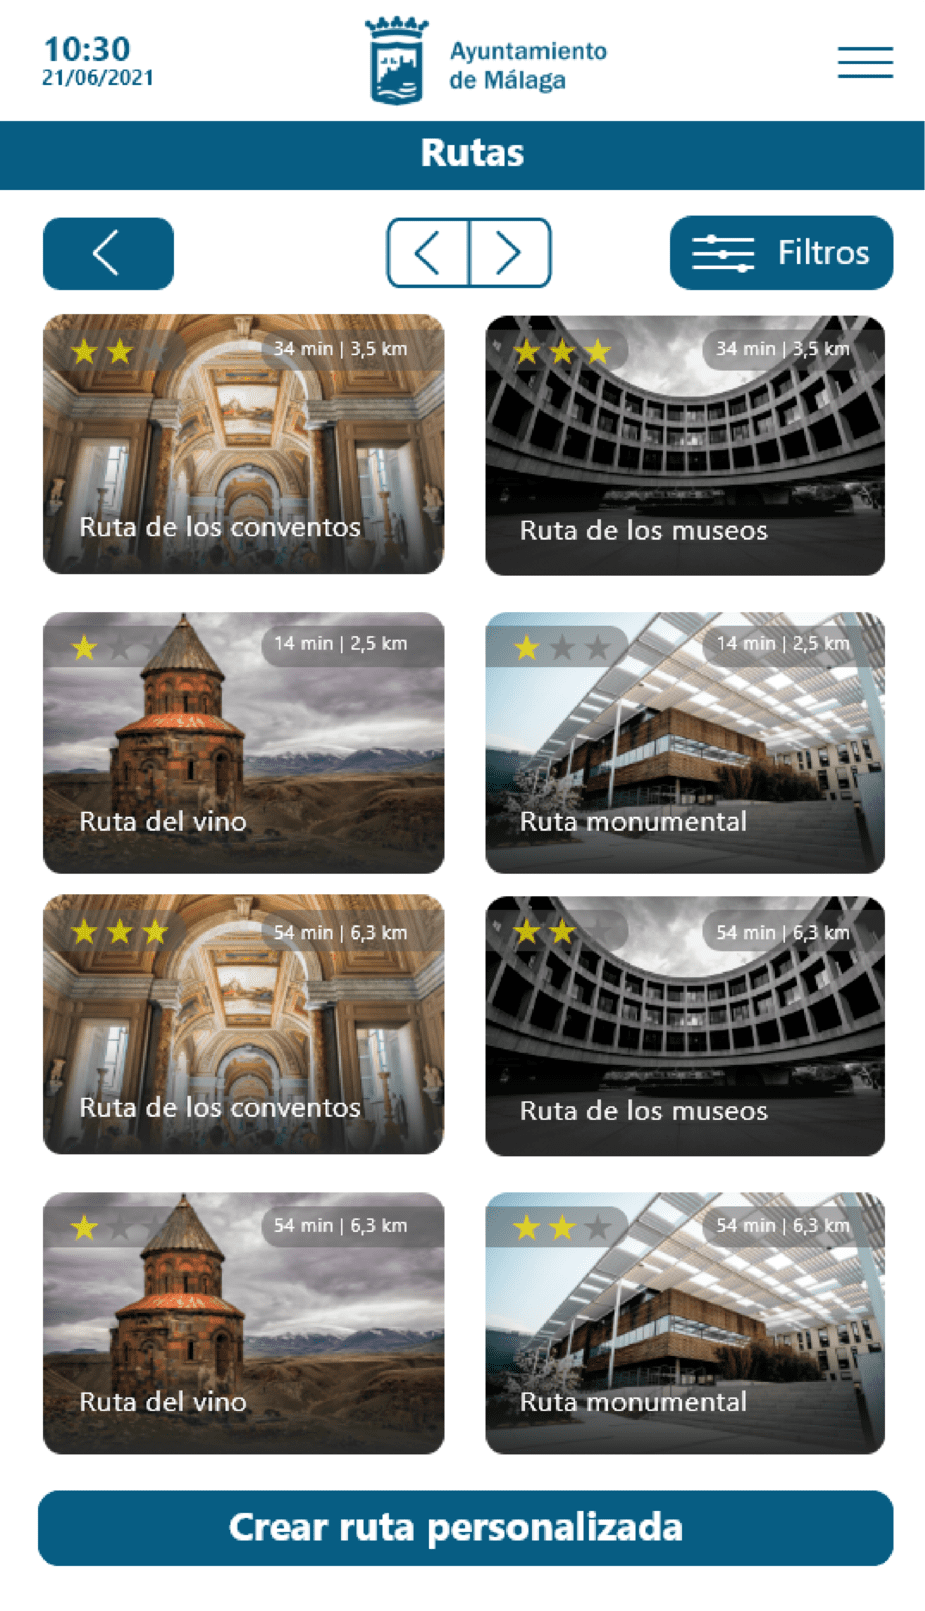 10:30
21/06/2021
Ayuntamiento
de Málaga
Rutas
Filtros
34 min | 3,5 km
Ruta de los conventos
34 min | 3,5 km
Ruta de los museos
14 min | 2,5 km
Ruta del vino
14 min | 2,5 km
Ruta monumental
54 min | 6,3 km
Ruta de los conventos
54 min | 6,3 km
Ruta de los museos
54 min | 6,3 km
Ruta del vino
54 min | 6,3 km
Ruta monumental
Crear ruta personalizada